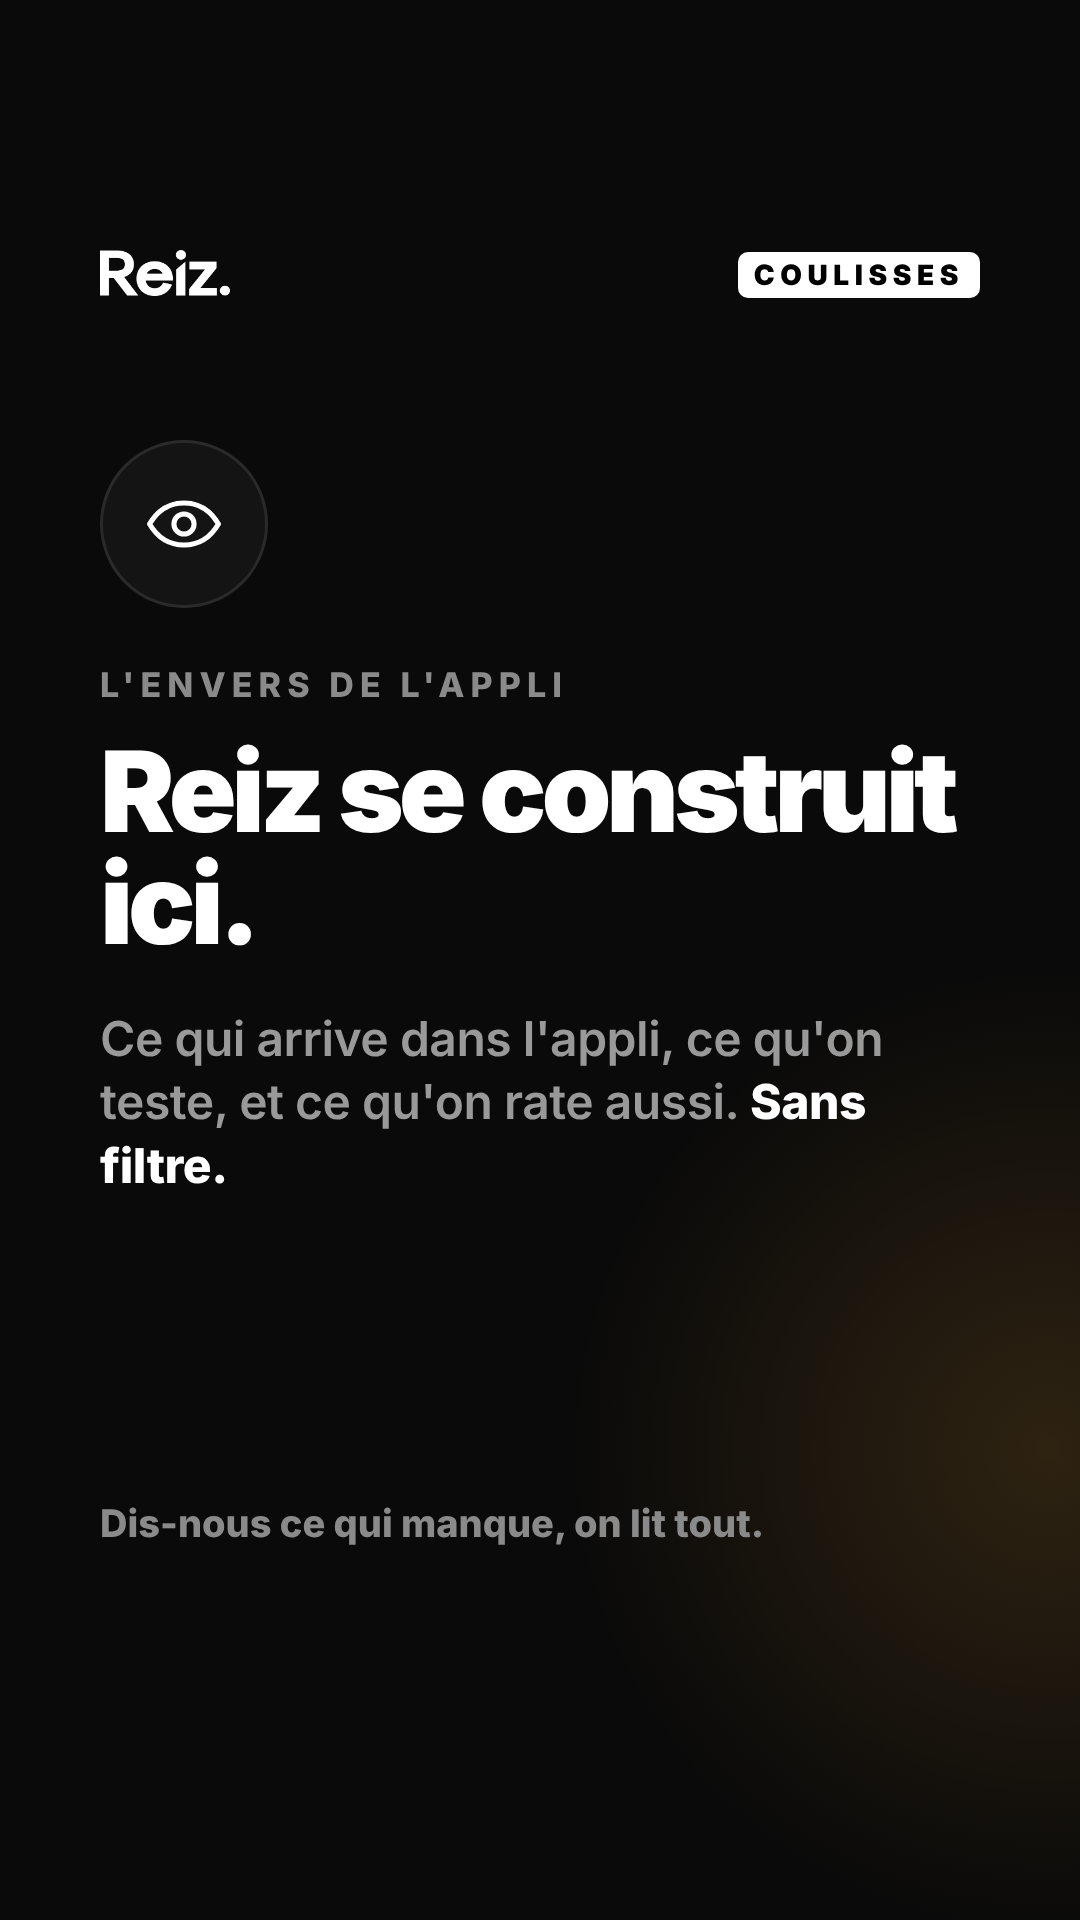 Reiz.
COULISSES
L'ENVERS DE L'APPLI
Reiz se construit
ici.
Ce qui arrive dans l'appli, ce qu'on
teste, et ce qu'on rate aussi. Sans
filtre.
Dis-nous ce qui manque, on lit tout.